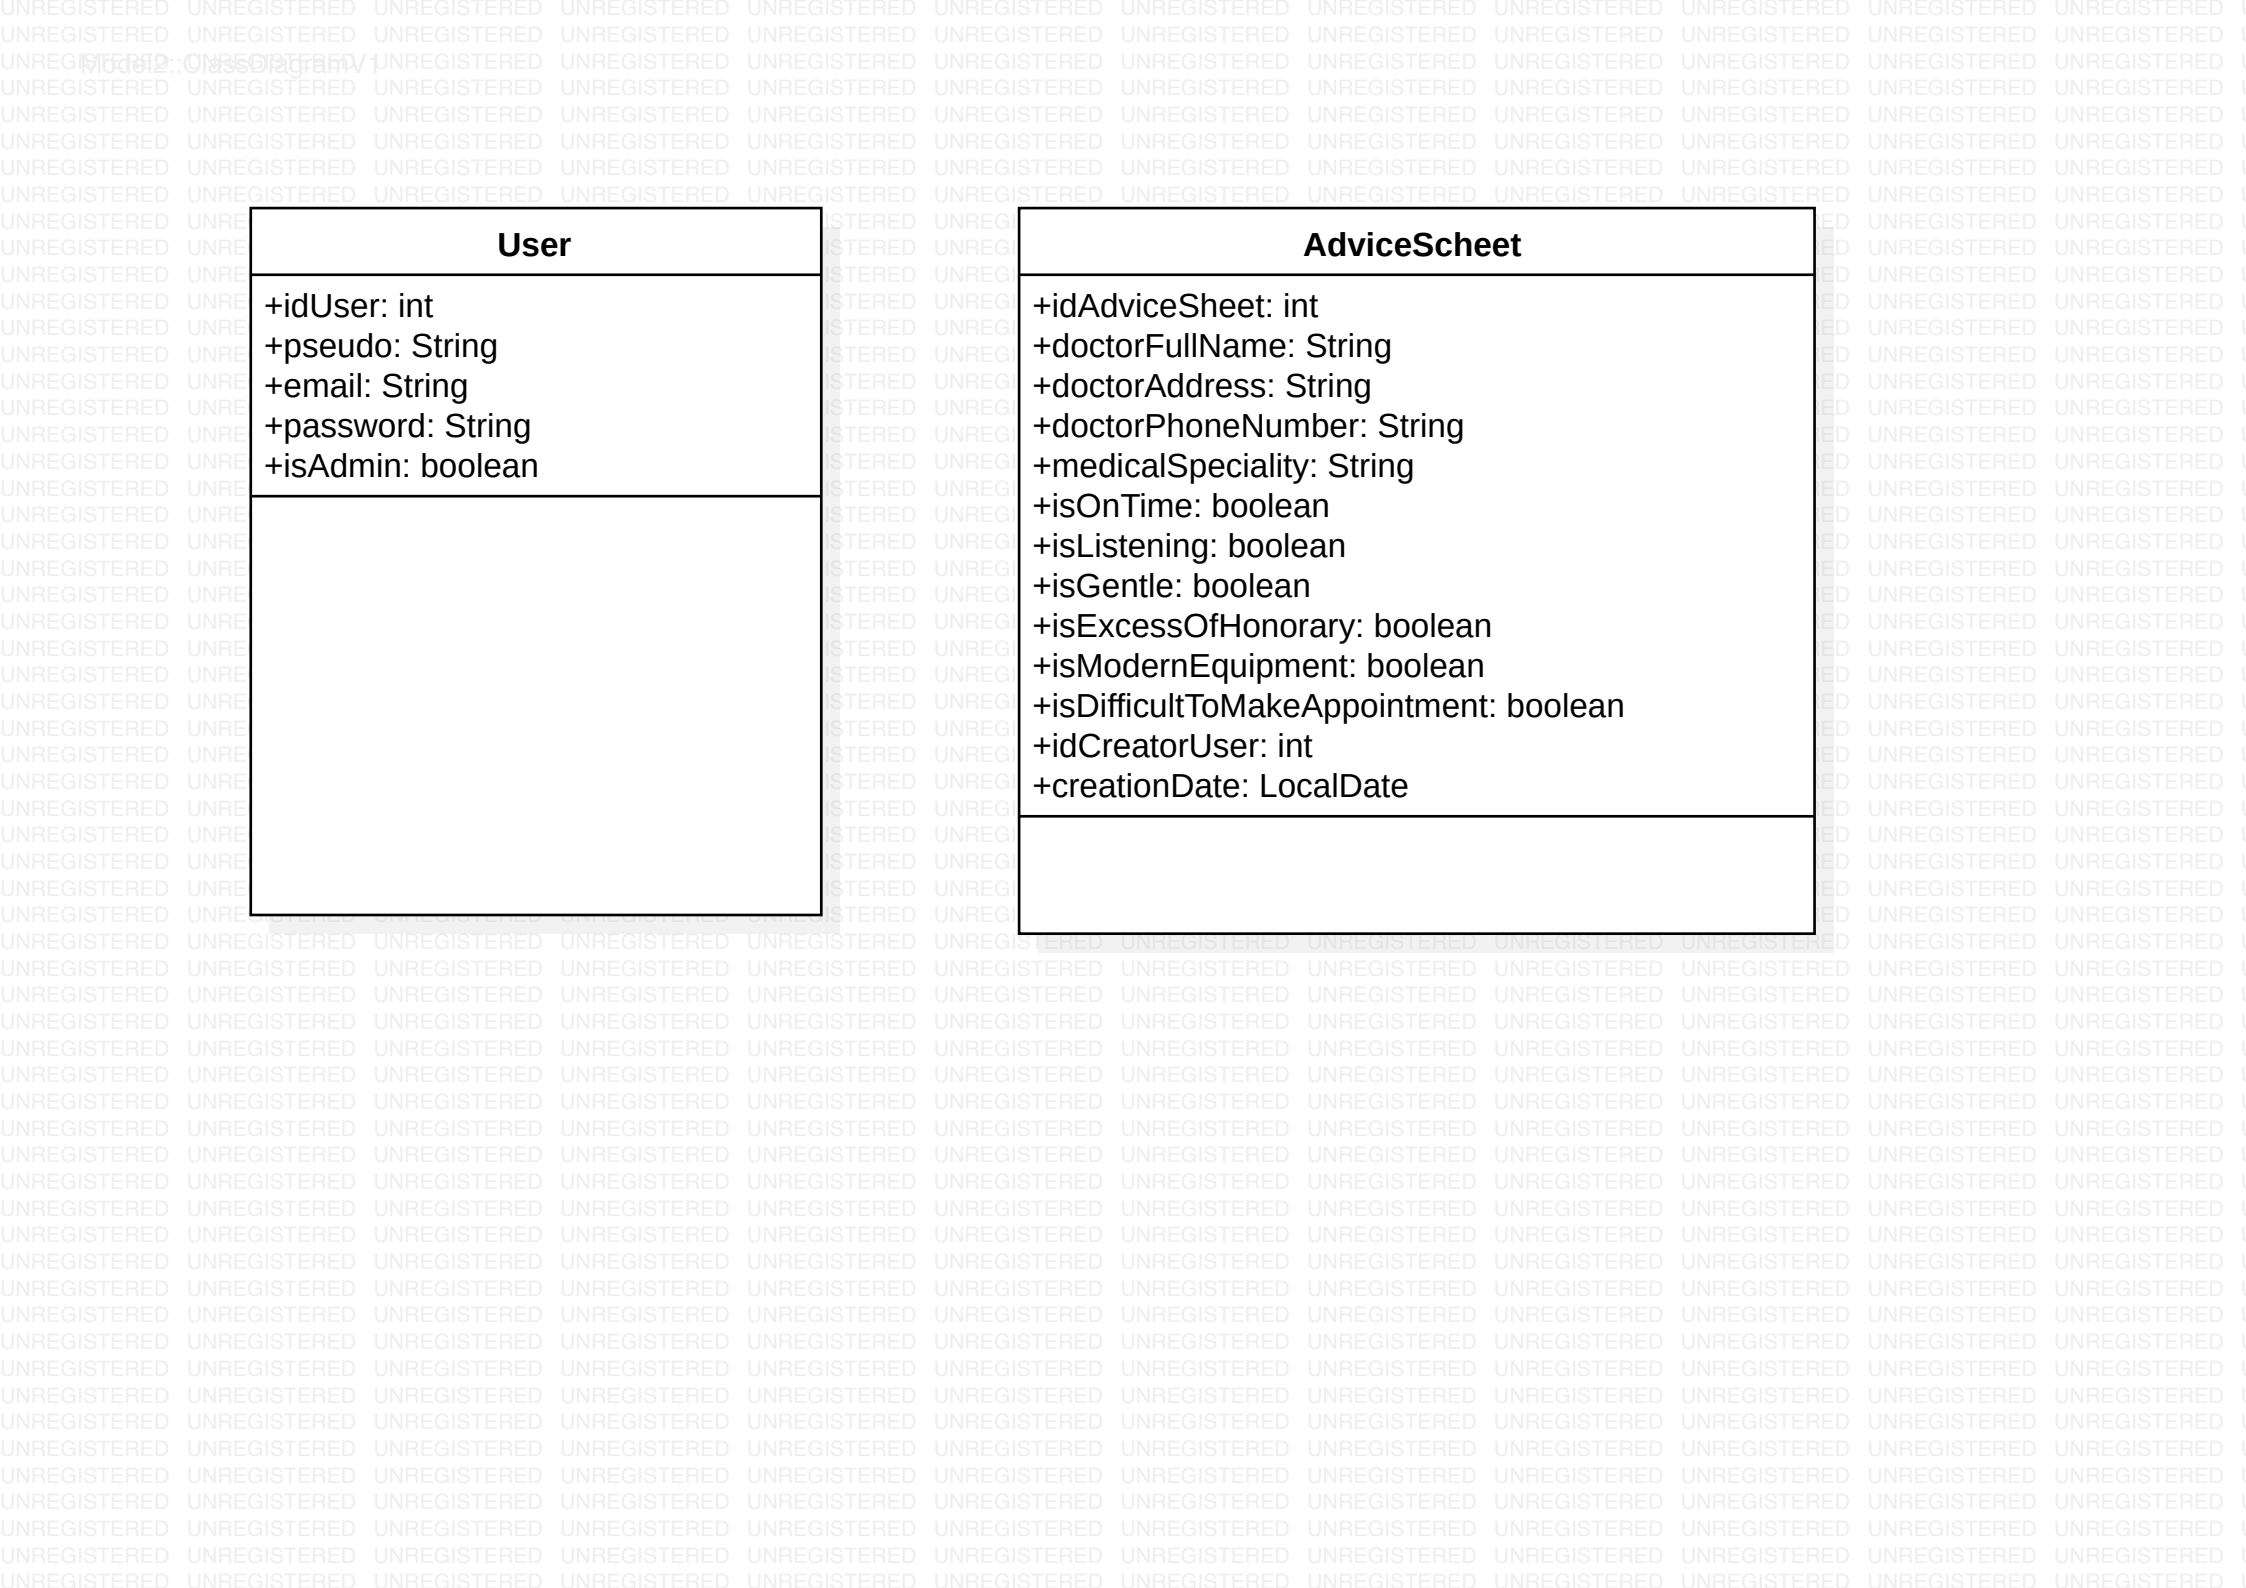 Model2::ClassDiagramV1
User
+idUser: int
+pseudo: String
+email: String
+password: String
+isAdmin: boolean
AdviceScheet
+idAdviceSheet: int
+doctorFullName: String
+doctorAddress: String
+doctorPhoneNumber: String
+medicalSpeciality: String
+isOnTime: boolean
+isListening: boolean
+isGentle: boolean
+isExcessOfHonorary: boolean
+isModernEquipment: boolean
+isDifficultToMakeAppointment: boolean
+idCreatorUser: int
+creationDate: LocalDate
UNREGISTERED